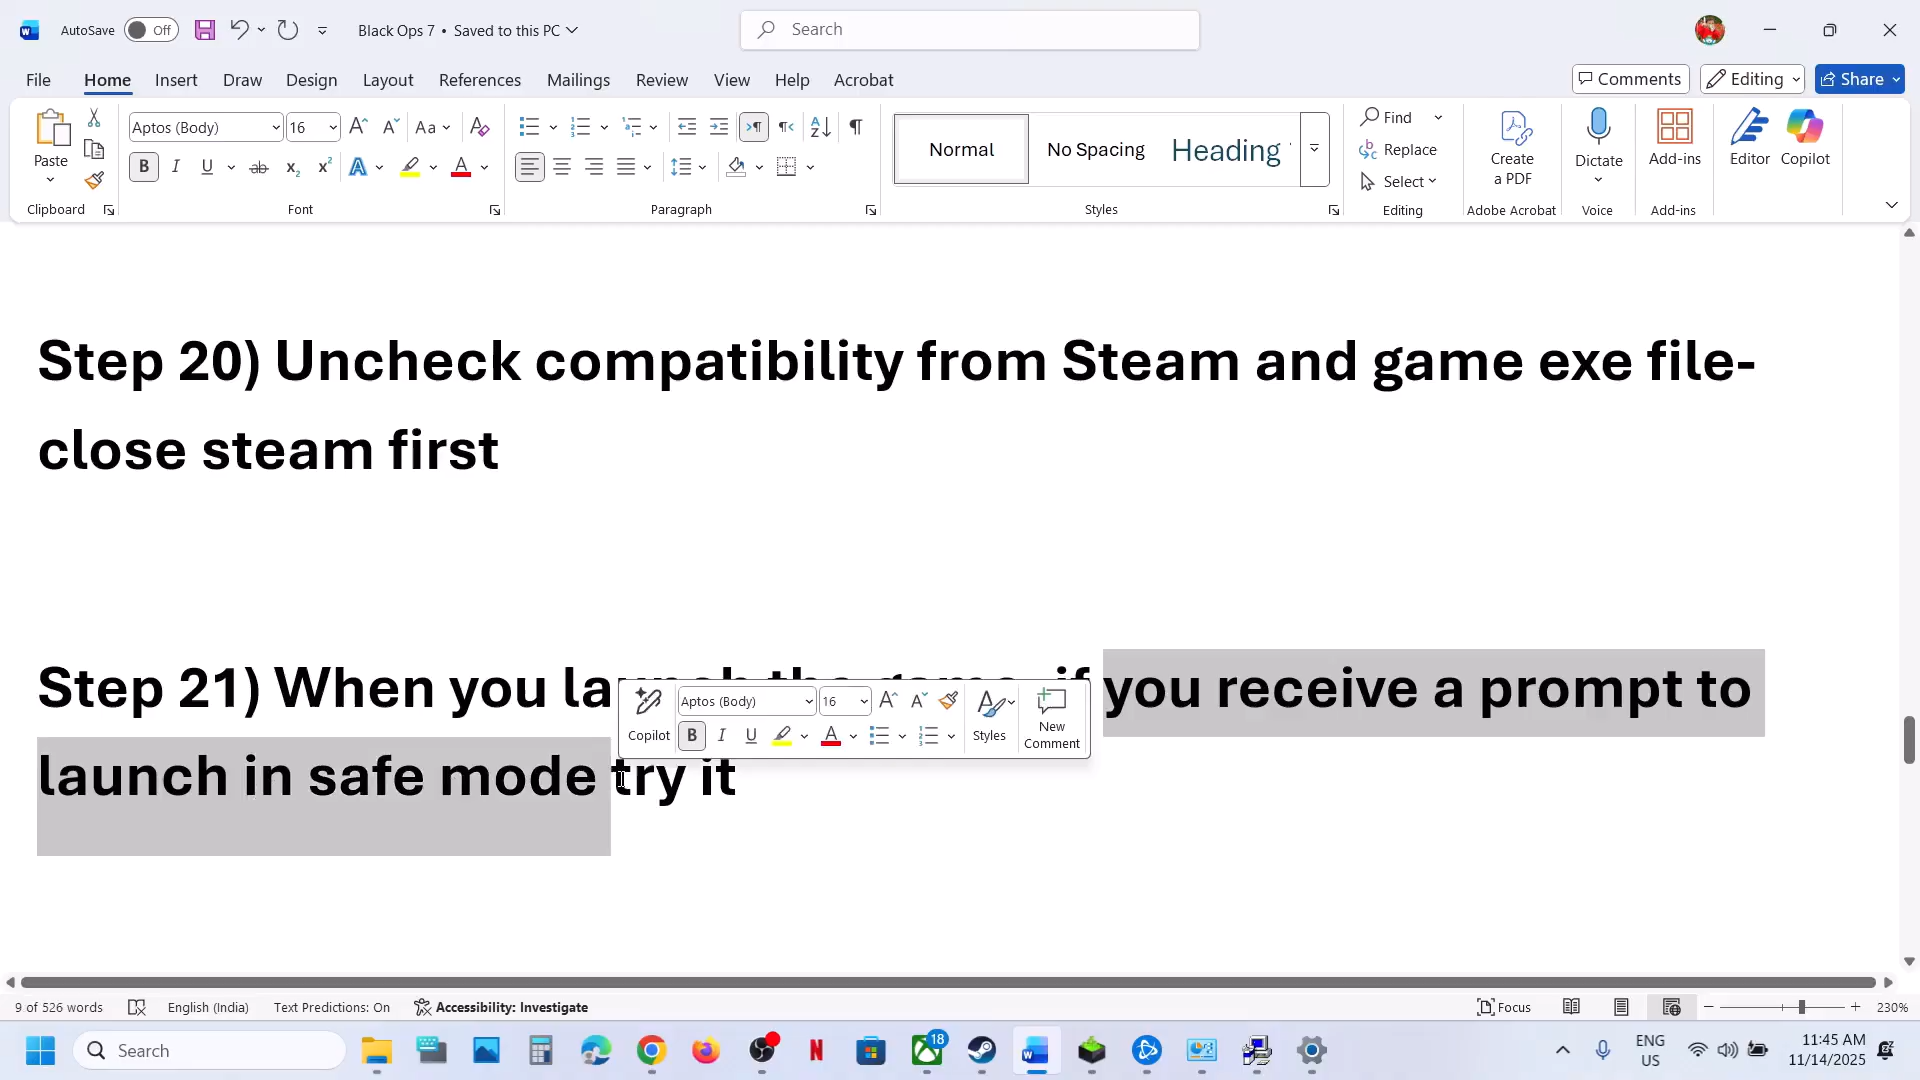 AutoSave Off Black Ops 7 • Saved to this PC Search
File Home Insert Draw Design Layout References Mailings Review View Help Acrobat Comments Editing Share
Paste
Clipboard
Aptos (Body) 16
Font
Paragraph
Normal No Spacing Heading
Styles
Find
Replace
Select
Editing
Create
a PDF
Adobe Acrobat
Dictate
Voice
Add-ins
Add-ins
Editor
Copilot
Step 20) Uncheck compatibility from Steam and game exe file-
close steam first
Step 21) When you launch the game, if you receive a prompt to
launch in safe mode try it
Copilot
Aptos (Body) 16
Styles
New
Comment
9 of 526 words English (India) Text Predictions: On Accessibility: Investigate Focus 230%
Search
18
ENG
US
11:45 AM
11/14/2025